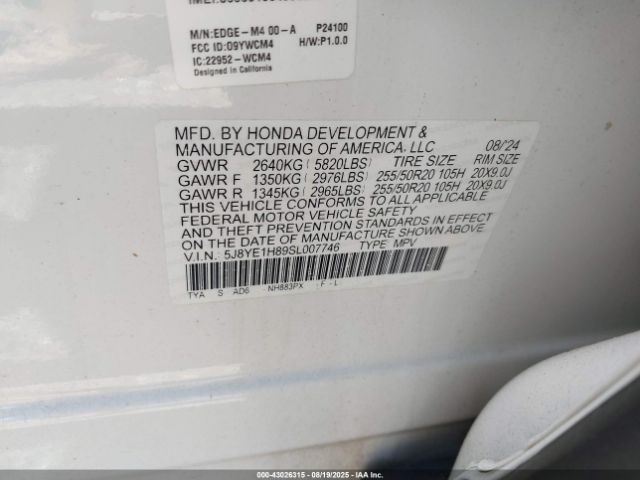 M/N:EDGE-M4 00-A P24100
FCC ID:O9YWCM4 H/W:P1.0.0
IC:22952-WCM4
Designed in California
MFD. BY HONDA DEVELOPMENT &
MANUFACTURING OF AMERICA, LLC 08/24
GVWR 2640KG ( 5820LBS) TIRE SIZE RIM SIZE
GAWR F 1350KG ( 2976LBS) 255/50R20 105H 20X9.0J
GAWR R 1345KG ( 2965LBS) 255/50R20 105H 20X9.0J
THIS VEHICLE CONFORMS TO ALL APPLICABLE
FEDERAL MOTOR VEHICLE SAFETY
AND THEFT PREVENTION STANDARDS IN EFFECT
ON THE DATE OF MANUFACTURE SHOWN ABOVE.
V.I.N.: 5J8YE1H89SL007746 TYPE: MPV
TYA S AD6 NH883PX F - L
000-43026315 - 08/19/2025 - IAAI.COM